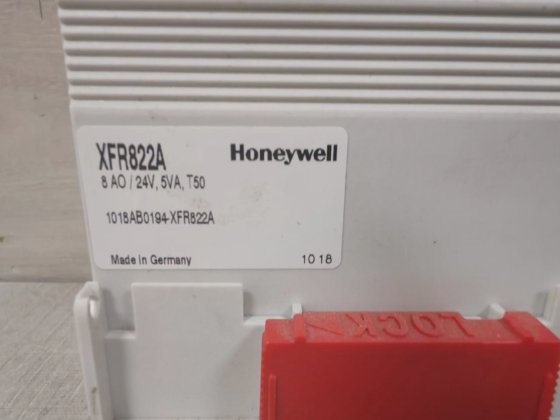 XFR822A
Honeywell
8 AO / 24V, 5VA, T50
1018AB0194-XFR822A
Made in Germany
10 18
LOCK